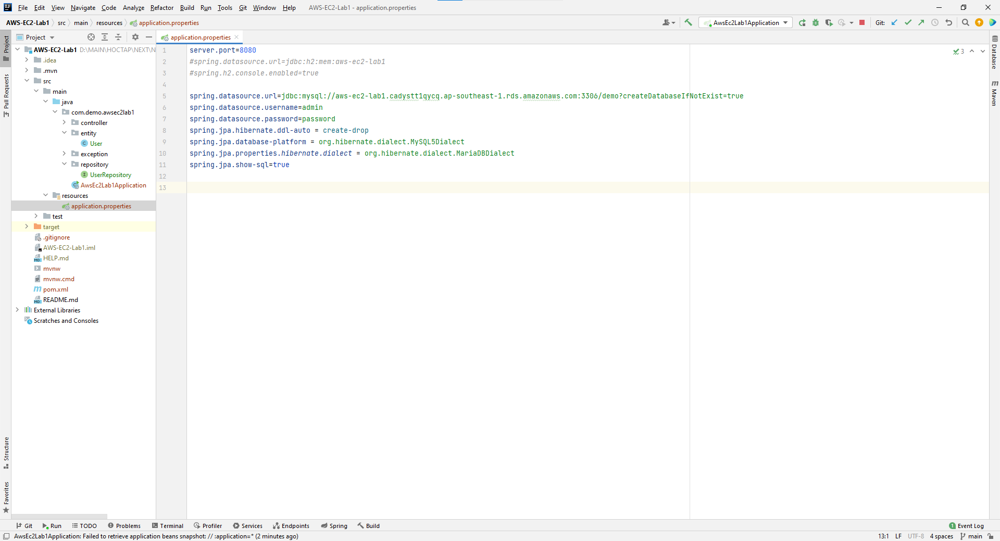 File Edit View Navigate Code Analyze Refactor Build Run Tools Git Window Help AWS-EC2-Lab1 - application.properties
AWS-EC2-Lab1 src main resources application.properties AwsEc2Lab1Application Git:
Project application.properties
AWS-EC2-Lab1 D:\MAIN\HOCTAP\NEXT\N
.idea
.mvn
src
main
java
com.demo.awsec2lab1
controller
entity
User
exception
repository
UserRepository
AwsEc2Lab1Application
resources
application.properties
test
target
.gitignore
AWS-EC2-Lab1.iml
HELP.md
mvnw
mvnw.cmd
pom.xml
README.md
External Libraries
Scratches and Consoles
1 server.port=8080
2 #spring.datasource.url=jdbc:h2:mem:aws-ec2-lab1
3 #spring.h2.console.enabled=true
4
5 spring.datasource.url=jdbc:mysql://aws-ec2-lab1.cadystt1qycq.ap-southeast-1.rds.amazonaws.com:3306/demo?createDatabaseIfNotExist=true
6 spring.datasource.username=admin
7 spring.datasource.password=password
8 spring.jpa.hibernate.ddl-auto = create-drop
9 spring.jpa.database-platform = org.hibernate.dialect.MySQL5Dialect
10 spring.jpa.properties.hibernate.dialect = org.hibernate.dialect.MariaDBDialect
11 spring.jpa.show-sql=true
12
13
3
Project
Pull Requests
Structure
Favorites
Database
Maven
Git Run TODO Problems Terminal Profiler Services Endpoints Spring Build 1 Event Log
AwsEc2Lab1Application: Failed to retrieve application beans snapshot: // :application=* (2 minutes ago) 13:1 LF UTF-8 4 spaces main